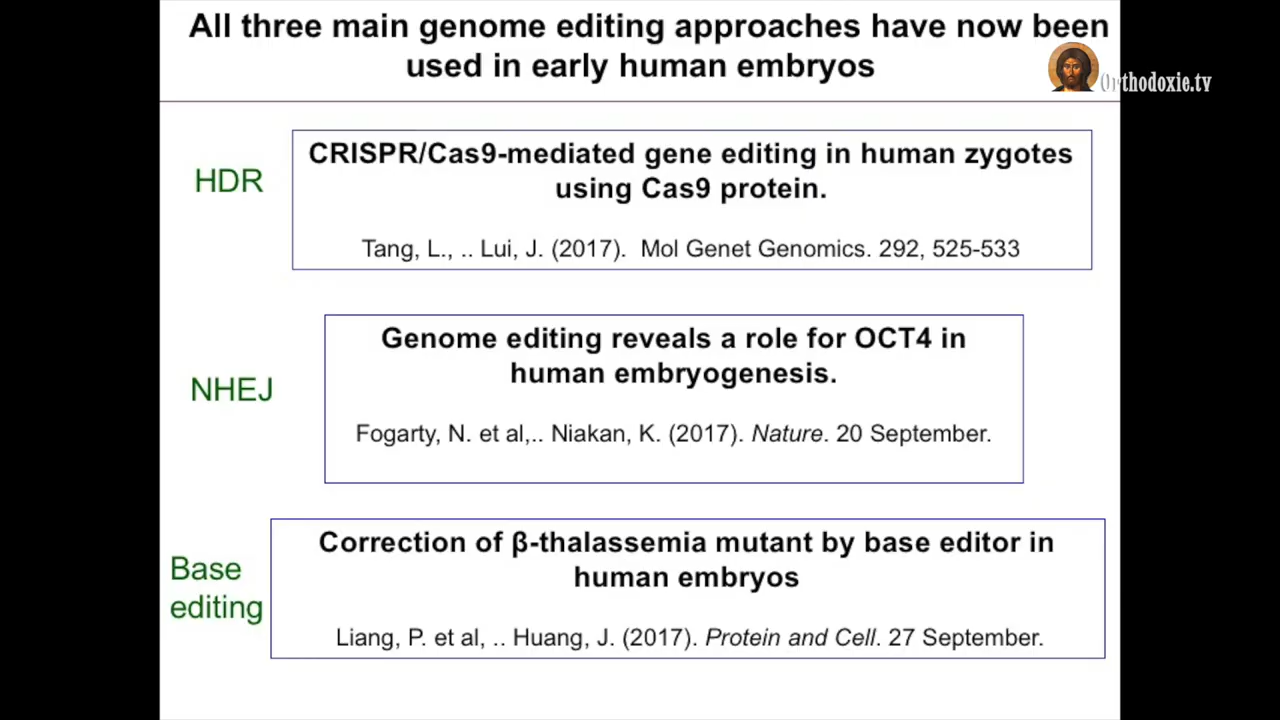 All three main genome editing approaches have now been
used in early human embryos
Orthodoxie.tv
HDR
CRISPR/Cas9-mediated gene editing in human zygotes
using Cas9 protein.
Tang, L., .. Lui, J. (2017). Mol Genet Genomics. 292, 525-533
NHEJ
Genome editing reveals a role for OCT4 in
human embryogenesis.
Fogarty, N. et al,.. Niakan, K. (2017). Nature. 20 September.
Base
editing
Correction of β-thalassemia mutant by base editor in
human embryos
Liang, P. et al, .. Huang, J. (2017). Protein and Cell. 27 September.